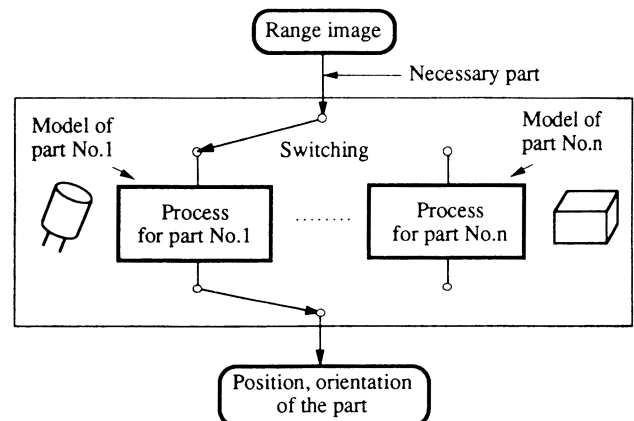 Range image
Necessary part
Model of
part No.1
Switching
Model of
part No.n
Process
for part No.1
........
Process
for part No.n
Position, orientation
of the part